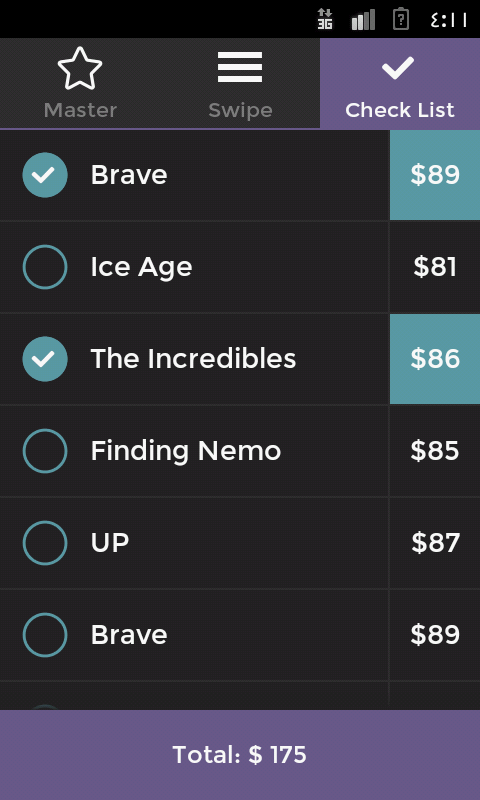 3G
٤:١١
Master
Swipe
Check List
Brave
$89
Ice Age
$81
The Incredibles
$86
Finding Nemo
$85
UP
$87
Brave
$89
Total: $ 175